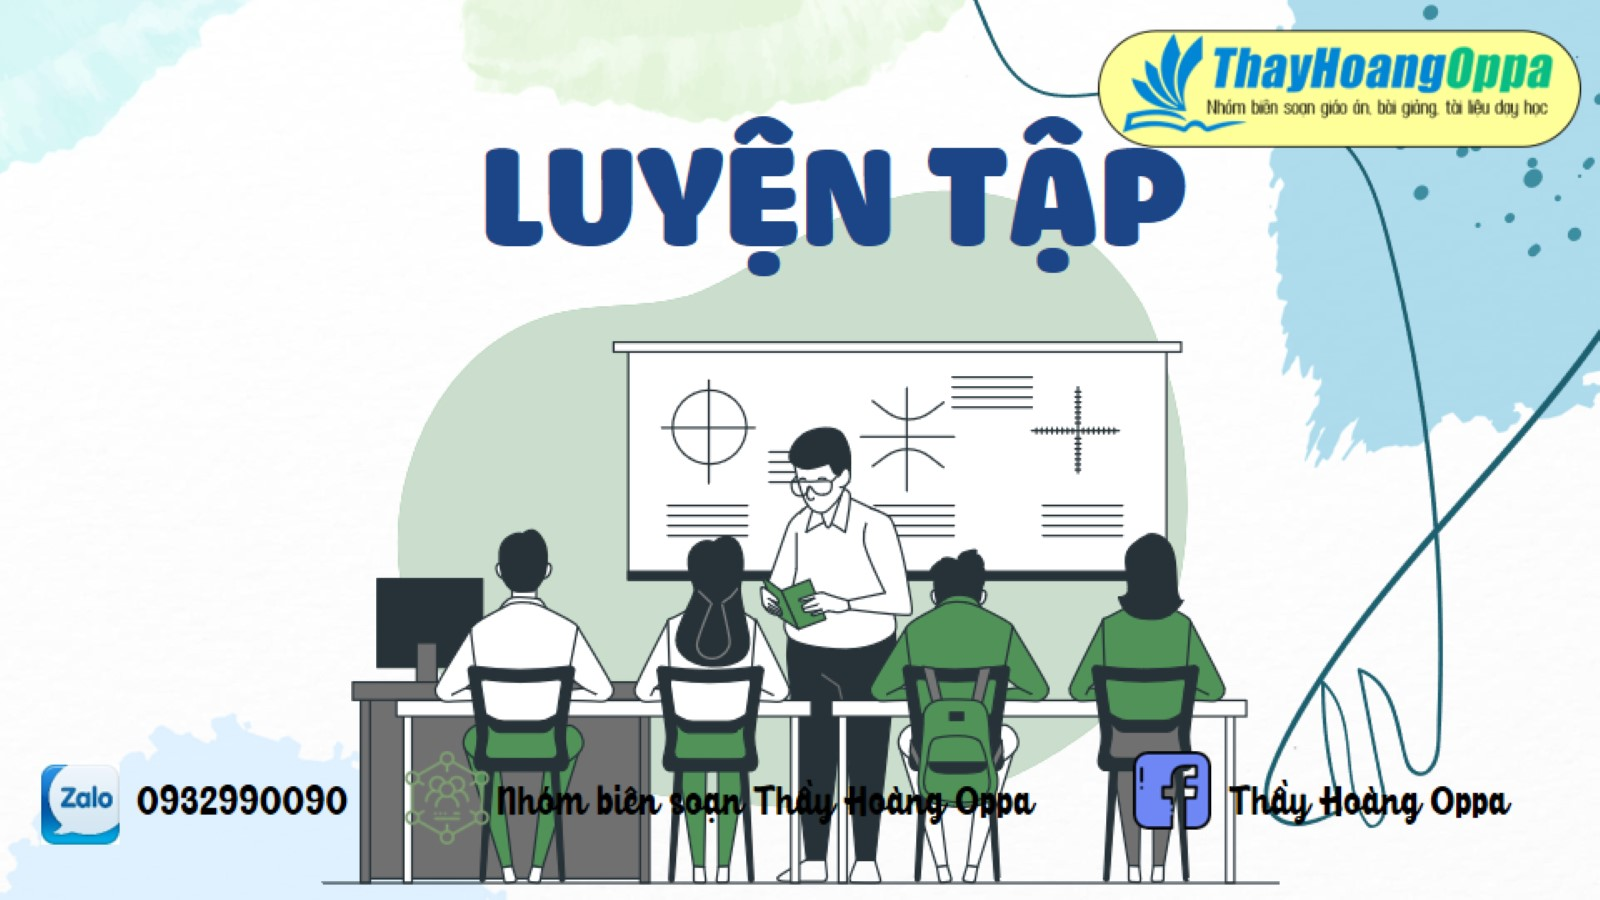 ThayHoangOppa
Nhóm biên soạn giáo án, bài giảng, tài liệu dạy học
LUYỆN TẬP
Zalo
0932990090
Nhóm biên soạn Thầy Hoàng Oppa
Thầy Hoàng Oppa